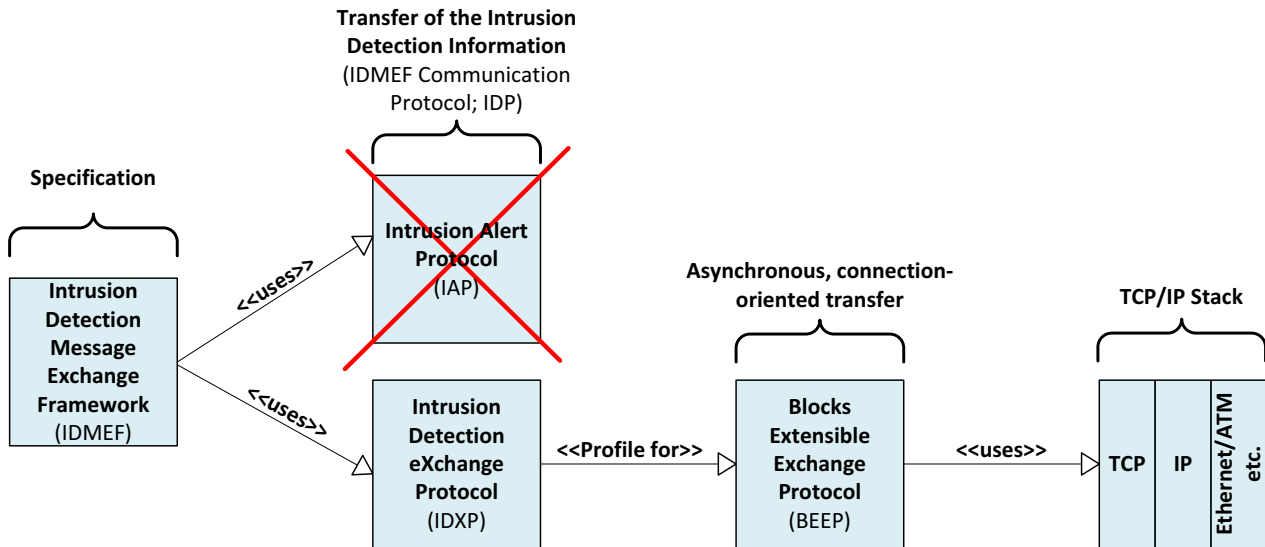 Transfer of the Intrusion
Detection Information
(IDMEF Communication
Protocol; IDP)
Specification
Intrusion Alert
Protocol
(IAP)
<<uses>>
Intrusion
Detection
Message
Exchange
Framework
(IDMEF)
<<uses>>
Intrusion
Detection
eXchange
Protocol
(IDXP)
<<Profile for>>
Asynchronous, connection-
oriented transfer
Blocks
Extensible
Exchange
Protocol
(BEEP)
<<uses>>
TCP/IP Stack
TCP
IP
Ethernet/ATM
etc.